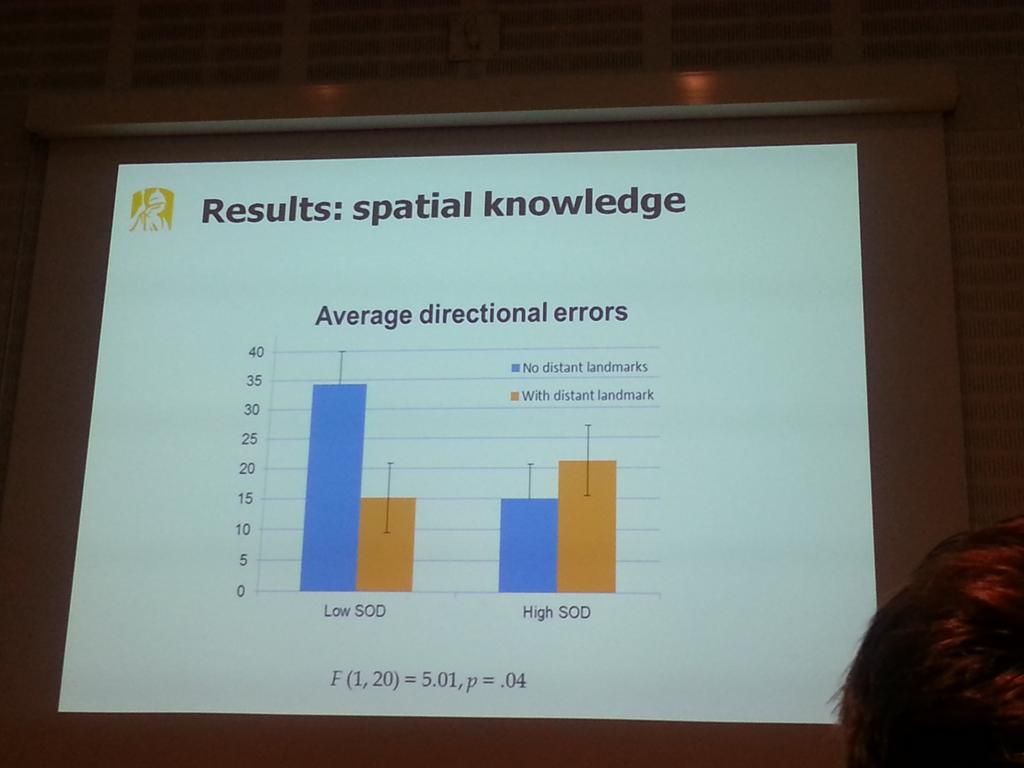 Results: spatial knowledge
Average directional errors
40
35
30
25
20
15
10
5
0
No distant landmarks
With distant landmark
Low SOD
High SOD
F (1, 20) = 5.01, p = .04